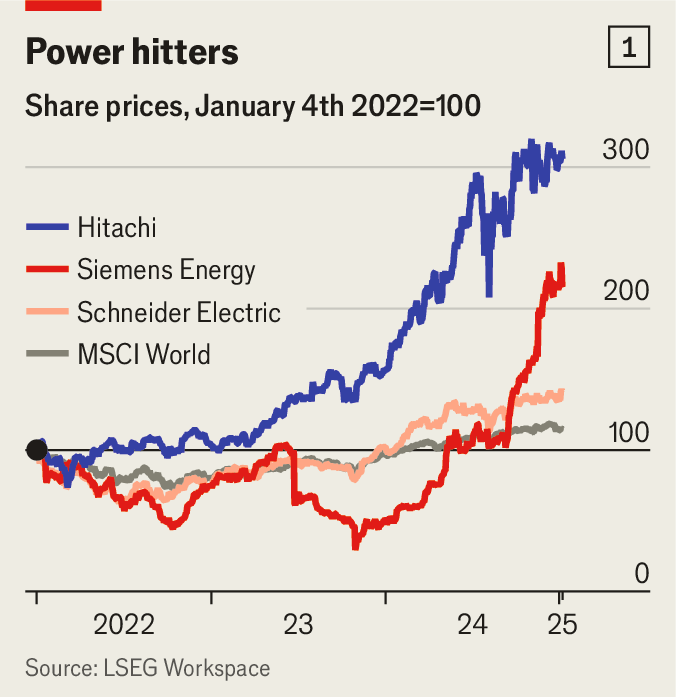 Power hitters
1
Share prices, January 4th 2022=100
300
Hitachi
Siemens Energy
Schneider Electric
200
MSCI World
100
0
2022 23 24 25
Source: LSEG Workspace